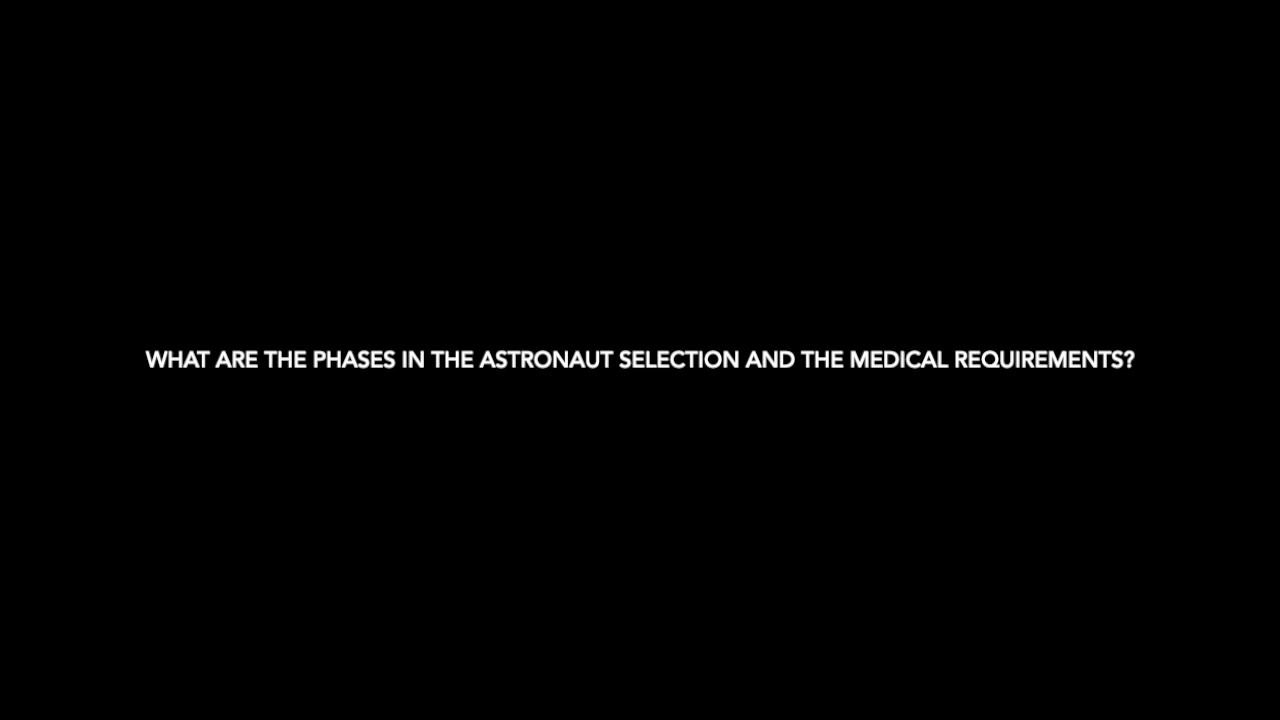 WHAT ARE THE PHASES IN THE ASTRONAUT SELECTION AND THE MEDICAL REQUIREMENTS?